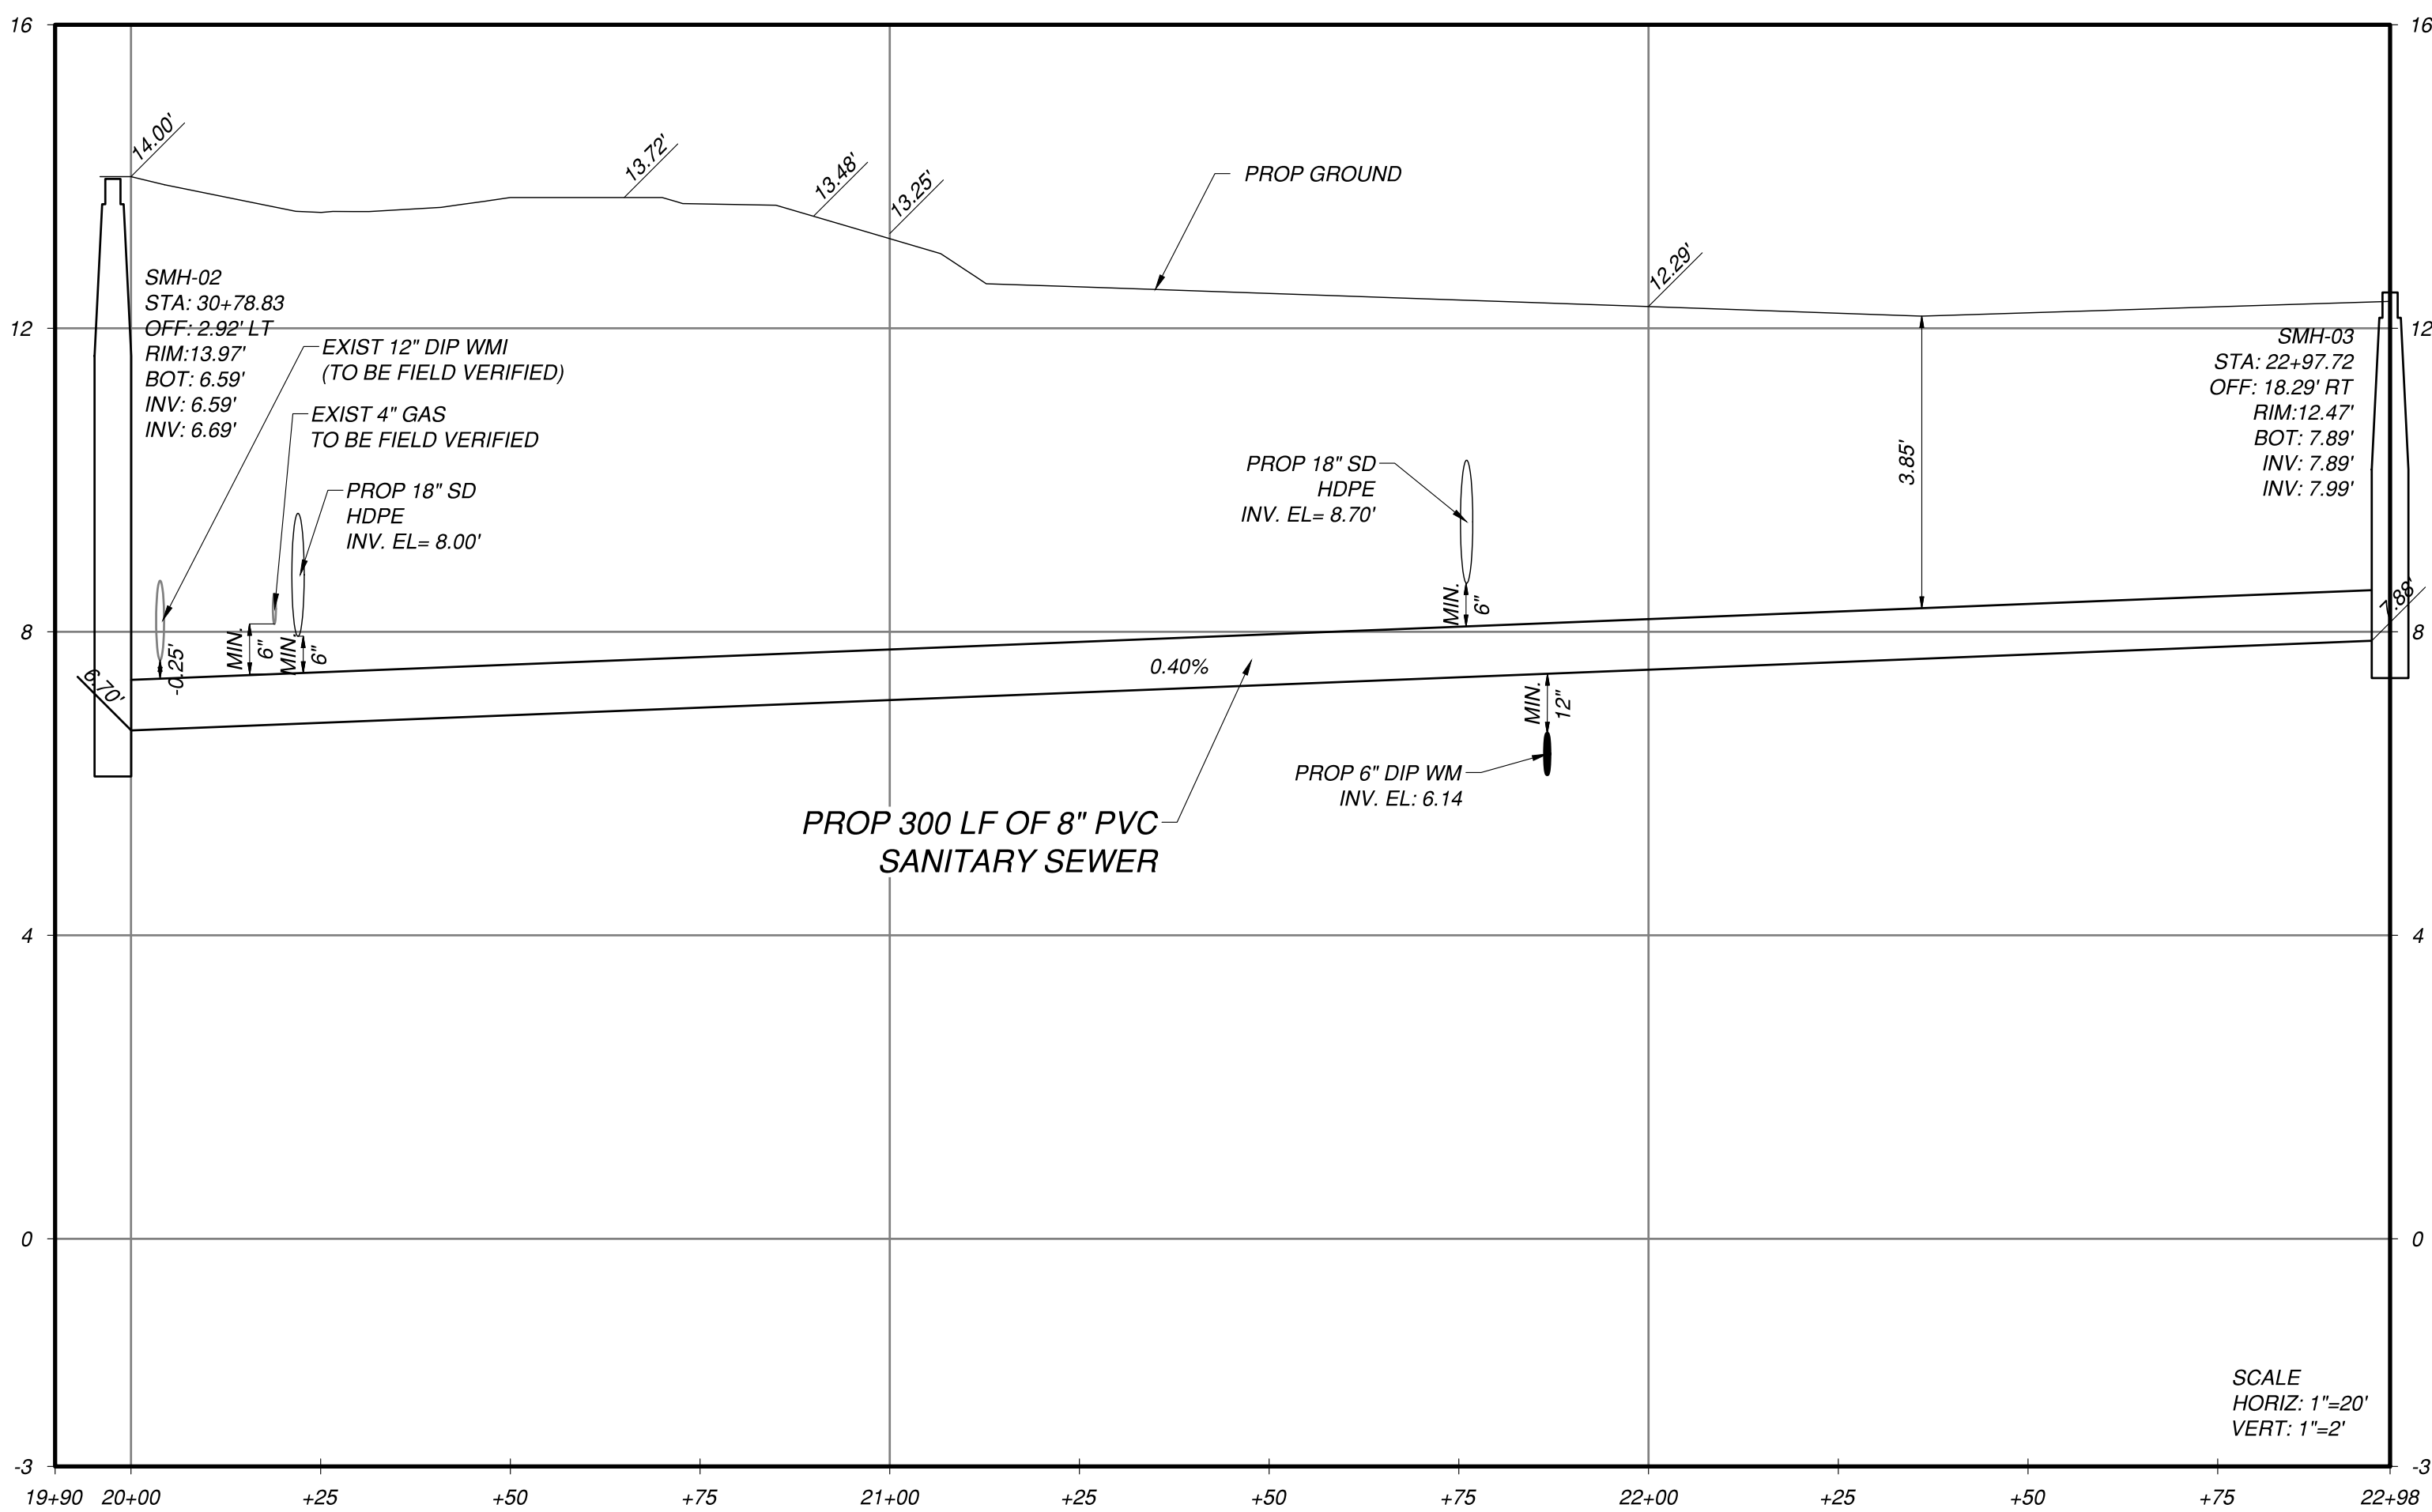 16
16
14.00'
13.72'
13.48'
13.25'
PROP GROUND
12.29'
SMH-02
STA: 30+78.83
OFF: 2.92' LT
RIM:13.97'
BOT: 6.59'
INV: 6.59'
INV: 6.69'
12
12
EXIST 12" DIP WMI
(TO BE FIELD VERIFIED)
EXIST 4" GAS
TO BE FIELD VERIFIED
PROP 18" SD
HDPE
INV. EL= 8.00'
PROP 18" SD
HDPE
INV. EL= 8.70'
3.85'
SMH-03
STA: 22+97.72
OFF: 18.29' RT
RIM:12.47'
BOT: 7.89'
INV: 7.89'
INV: 7.99'
8
8
6.70'
-0.25'
MIN.
6"
MIN.
6"
MIN.
6"
7.88'
0.40%
MIN.
12"
PROP 6" DIP WM
INV. EL: 6.14
PROP 300 LF OF 8" PVC
SANITARY SEWER
4
4
0
0
SCALE
HORIZ: 1"=20'
VERT: 1"=2'
-3
-3
19+90 20+00 +25 +50 +75 21+00 +25 +50 +75 22+00 +25 +50 +75 22+98